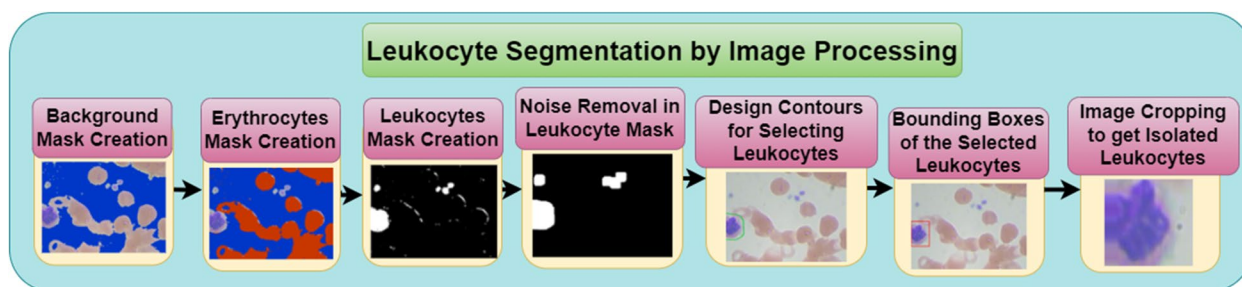 Leukocyte Segmentation by Image Processing
Background
Mask Creation
Erythrocytes
Mask Creation
Leukocytes
Mask Creation
Noise Removal in
Leukocyte Mask
Design Contours
for Selecting
Leukocytes
Bounding Boxes
of the Selected
Leukocytes
Image Cropping
to get Isolated
Leukocytes